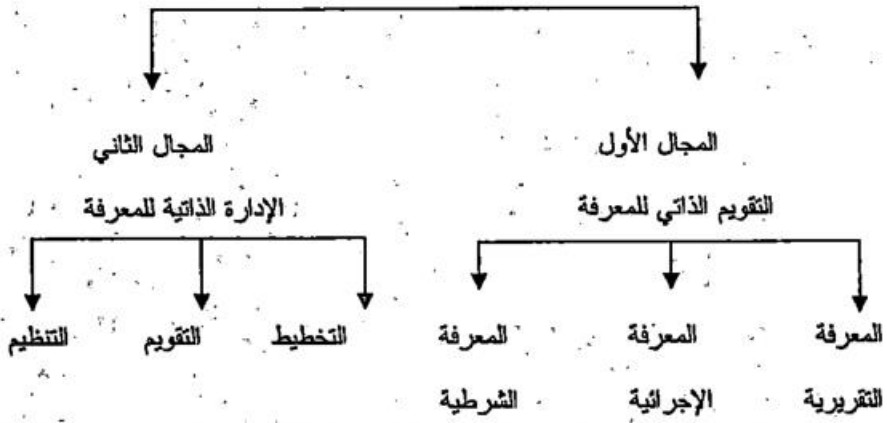 المجال الأول
التقويم الذاتي للمعرفة
المعرفة التقريرية
المعرفة الإجرائية
المعرفة الشرطية
المجال الثاني
الإدارة الذاتية للمعرفة :
التخطيط
التقويم
التنظيم